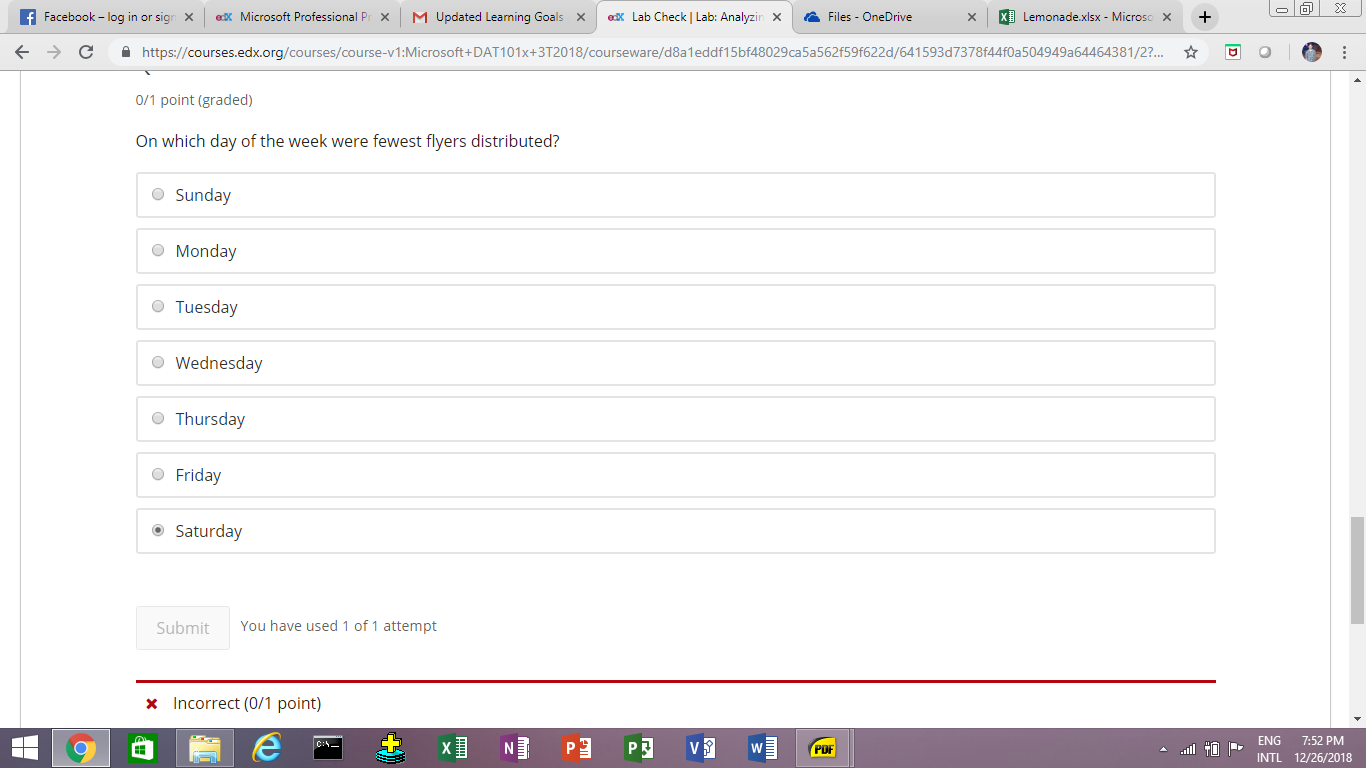 Facebook – log in or sign
Microsoft Professional Pr
Updated Learning Goals
Lab Check | Lab: Analyzin
Files - OneDrive
Lemonade.xlsx - Microso
https://courses.edx.org/courses/course-v1:Microsoft+DAT101x+3T2018/courseware/d8a1eddf15bf48029ca5a562f59f622d/641593d7378f44f0a504949a64464381/2?...
0/1 point (graded)
On which day of the week were fewest flyers distributed?
Sunday
Monday
Tuesday
Wednesday
Thursday
Friday
Saturday
Submit
You have used 1 of 1 attempt
Incorrect (0/1 point)
ENG 7:52 PM
INTL 12/26/2018